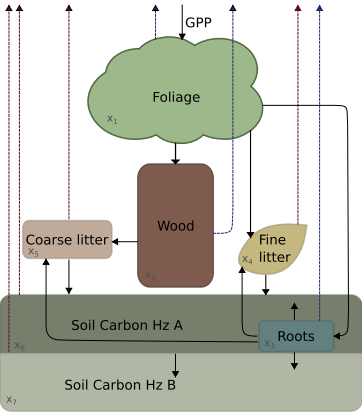 GPP
Foliage
x1
Wood
x2
Coarse litter
x5
Fine
litter
x4
Soil Carbon Hz A
x6
Roots
x3
Soil Carbon Hz B
x7